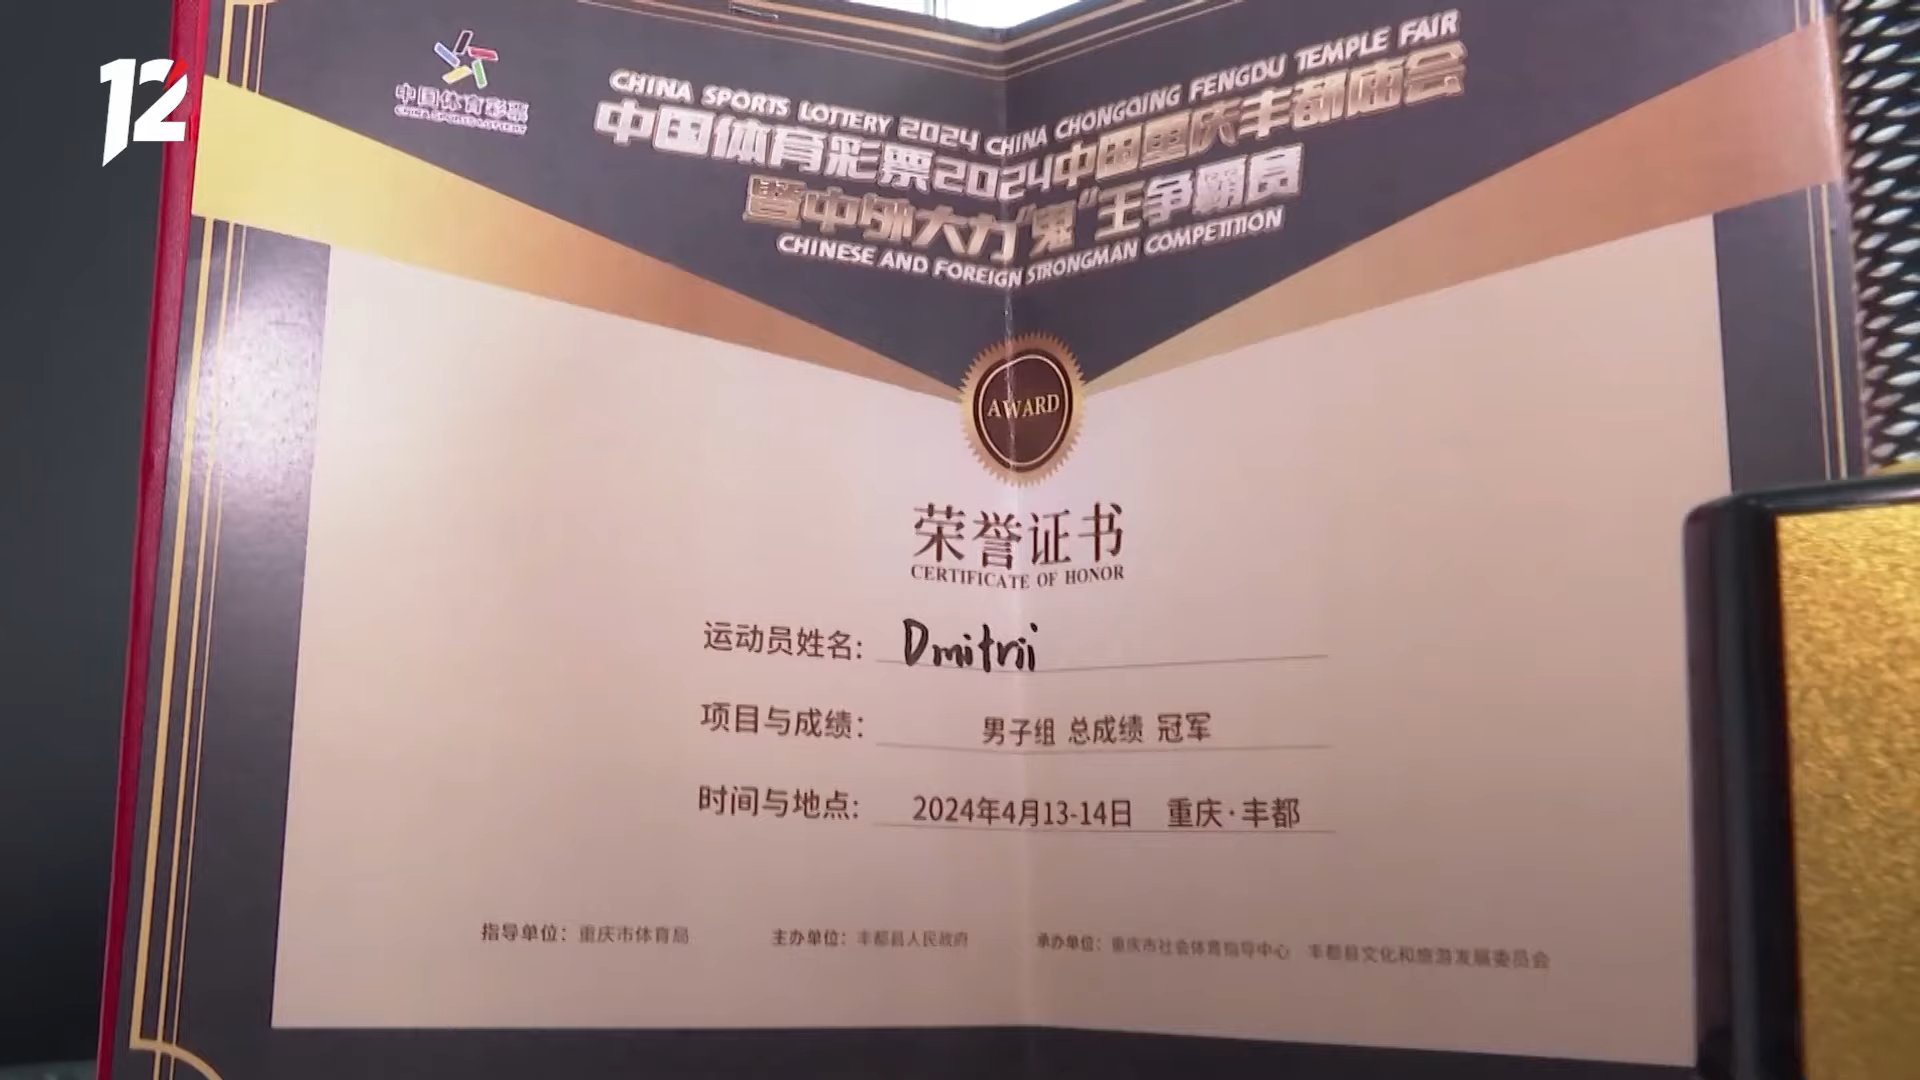 12
中国体育彩票
CHINA SPORTS LOTTERY
CHINA SPORTS LOTTERY 2024 CHINA CHONGQING FENGDU TEMPLE FAIR
中国体育彩票2024中国重庆丰都庙会
暨中外大力“鬼”王争霸赛
CHINESE AND FOREIGN STRONGMAN COMPETITION
AWARD
荣誉证书
CERTIFICATE OF HONOR
运动员姓名: Dmitrii
项目与成绩: 男子组 总成绩 冠军
时间与地点: 2024年4月13-14日 重庆·丰都
指导单位: 重庆市体育局 主办单位: 丰都县人民政府 承办单位: 重庆市社会体育指导中心 丰都县文化和旅游发展委员会